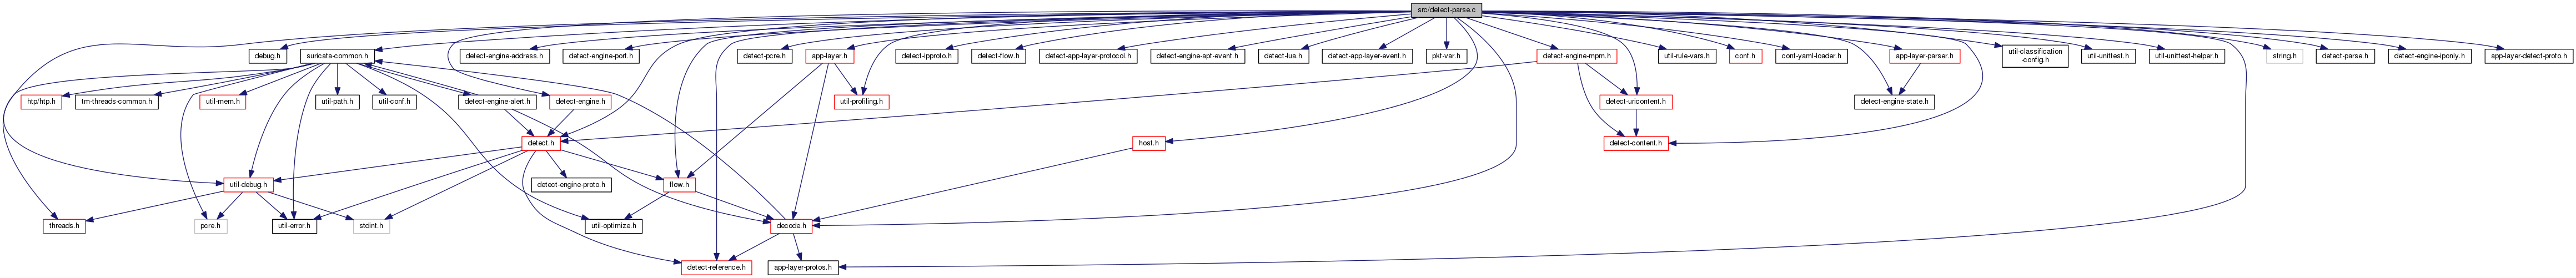 src/detect-parse.c
debug.h
suricata-common.h
detect-engine-address.h
detect-engine-port.h
detect-pcre.h
app-layer.h
detect-ipproto.h
detect-flow.h
detect-app-layer-protocol.h
detect-engine-apt-event.h
detect-lua.h
detect-app-layer-event.h
pkt-var.h
detect-engine-mpm.h
util-rule-vars.h
conf.h
conf-yaml-loader.h
app-layer-parser.h
util-classification
-config.h
util-unittest.h
util-unittest-helper.h
string.h
detect-parse.h
detect-engine-iponly.h
app-layer-detect-proto.h
htp/htp.h
tm-threads-common.h
util-mem.h
util-path.h
util-conf.h
detect-engine-alert.h
detect-engine.h
util-profiling.h
detect-uricontent.h
detect-engine-state.h
detect.h
host.h
detect-content.h
util-debug.h
detect-engine-proto.h
flow.h
threads.h
pcre.h
util-error.h
stdint.h
util-optimize.h
decode.h
detect-reference.h
app-layer-protos.h